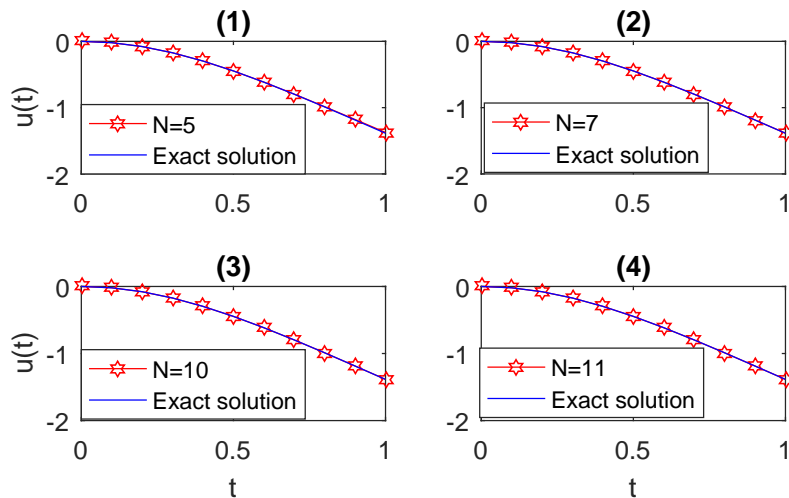 (1)
u(t)
0
-1
-2
N=5
Exact solution
0
0.5
1
(2)
0
-1
-2
N=7
Exact solution
0
0.5
1
(3)
u(t)
0
-1
-2
N=10
Exact solution
0
0.5
1
t
(4)
0
-1
-2
N=11
Exact solution
0
0.5
1
t